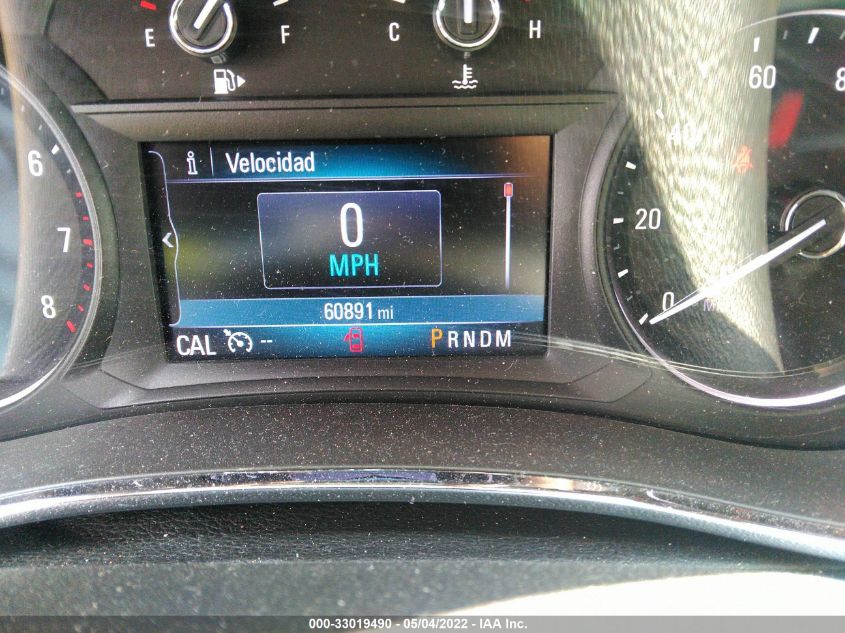 E F C H
60 8
6 40
i Velocidad
7 20
0
MPH
8 0
60891 mi
CAL -- P R N D M
000-33019490 - 05/04/2022 - IAA Inc.